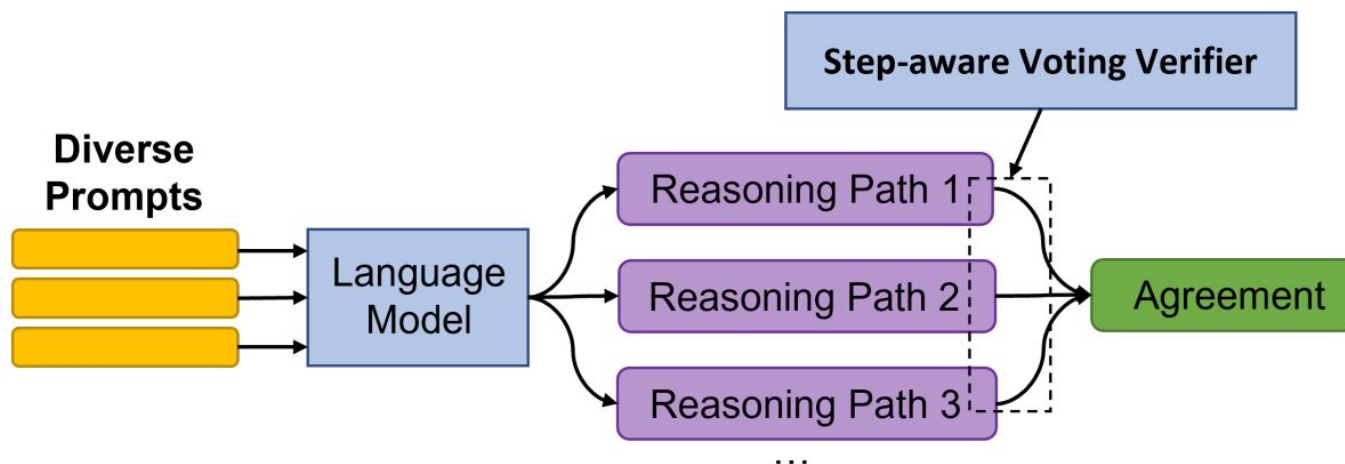 Step-aware Voting Verifier
Diverse
Prompts
Language
Model
Reasoning Path 1
Reasoning Path 2
Reasoning Path 3
...
Agreement